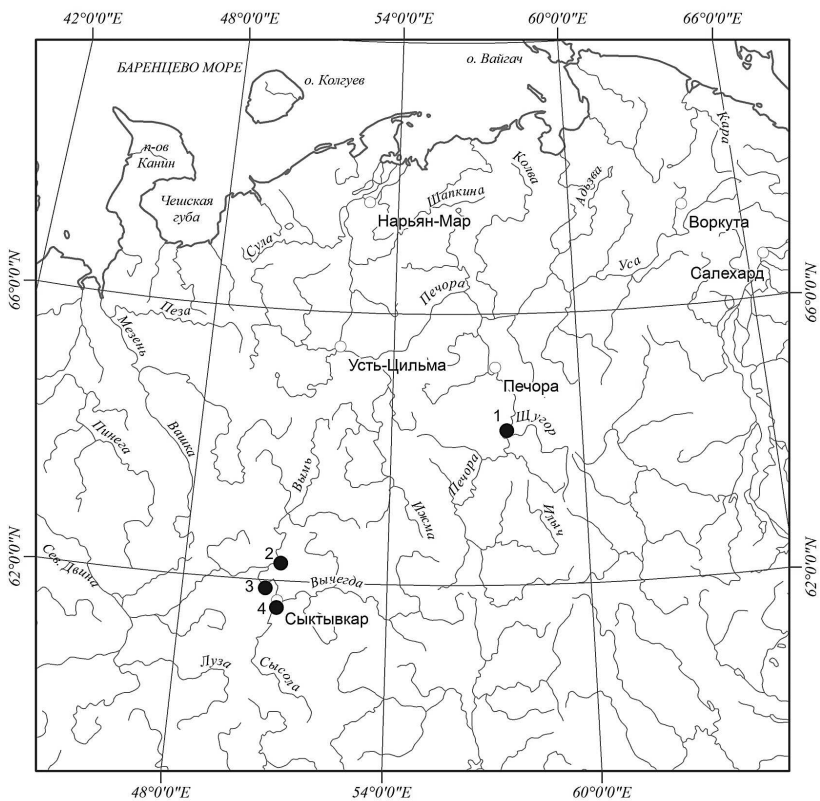 42°0'0"E 48°0'0"E 54°0'0"E 60°0'0"E 66°0'0"E
БАРЕНЦЕВО МОРЕ
о. Колгуев
о. Вайгач
п-ов
Канин
Чешская
губа
Кара
Колва
Адзьва
Шапкина
Нарьян-Мар
Воркута
Сула
Уса
Салехард
66°0'0"N
66°0'0"N
Печора
Пеза
Мезень
Усть-Цильма
Печора
1
Щугор
Пинега
Вашка
Вымь
Печора
Ижма
Илыч
62°0'0"N
62°0'0"N
Сев. Двина
2
3
Вычегда
4
Сыктывкар
Луза
Сысола
48°0'0"E 54°0'0"E 60°0'0"E